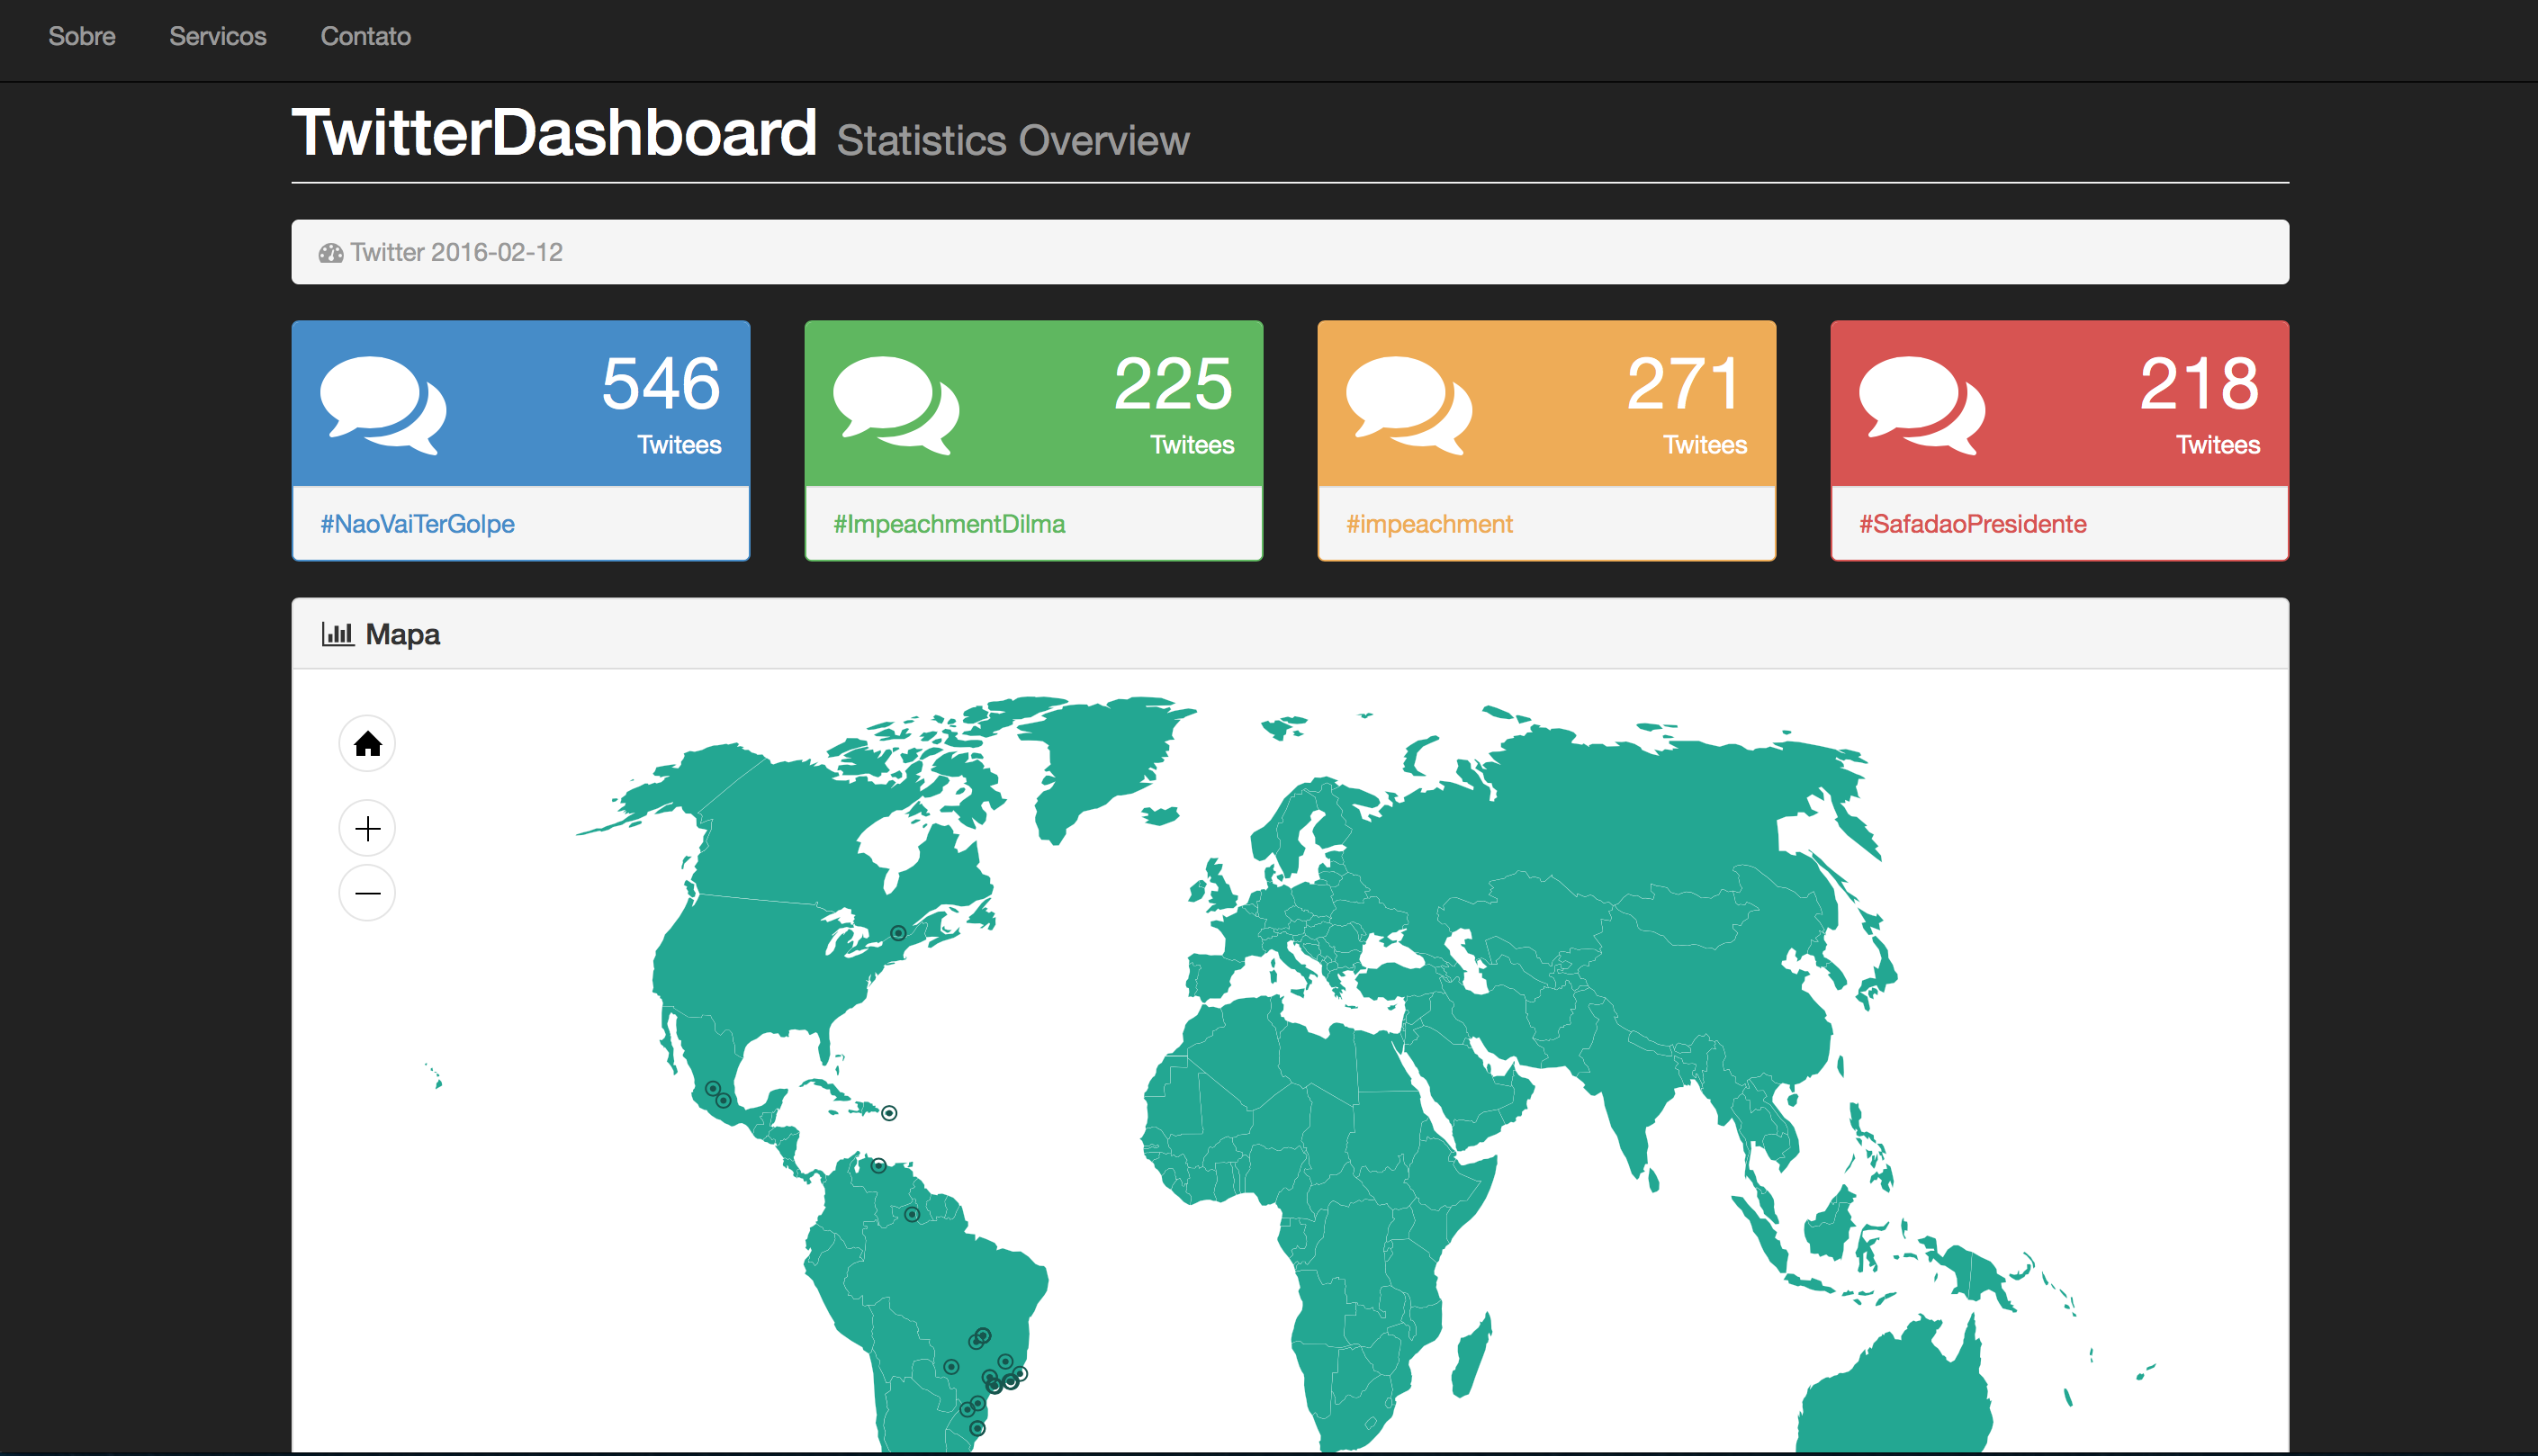 Sobre Servicos Contato
TwitterDashboard Statistics Overview
Twitter 2016-02-12
546
Twitees
#NaoVaiTerGolpe
225
Twitees
#ImpeachmentDilma
271
Twitees
#impeachment
218
Twitees
#SafadaoPresidente
Mapa